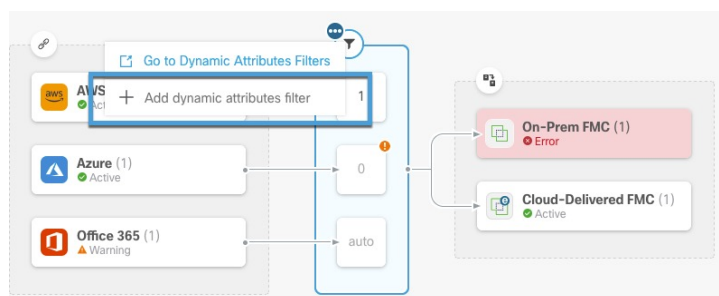 Go to Dynamic Attributes Filters
aws
AWS
Add dynamic attributes filter
1
On-Prem FMC (1)
Error
Azure (1)
Active
0
Cloud-Delivered FMC (1)
Active
Office 365 (1)
Warning
auto